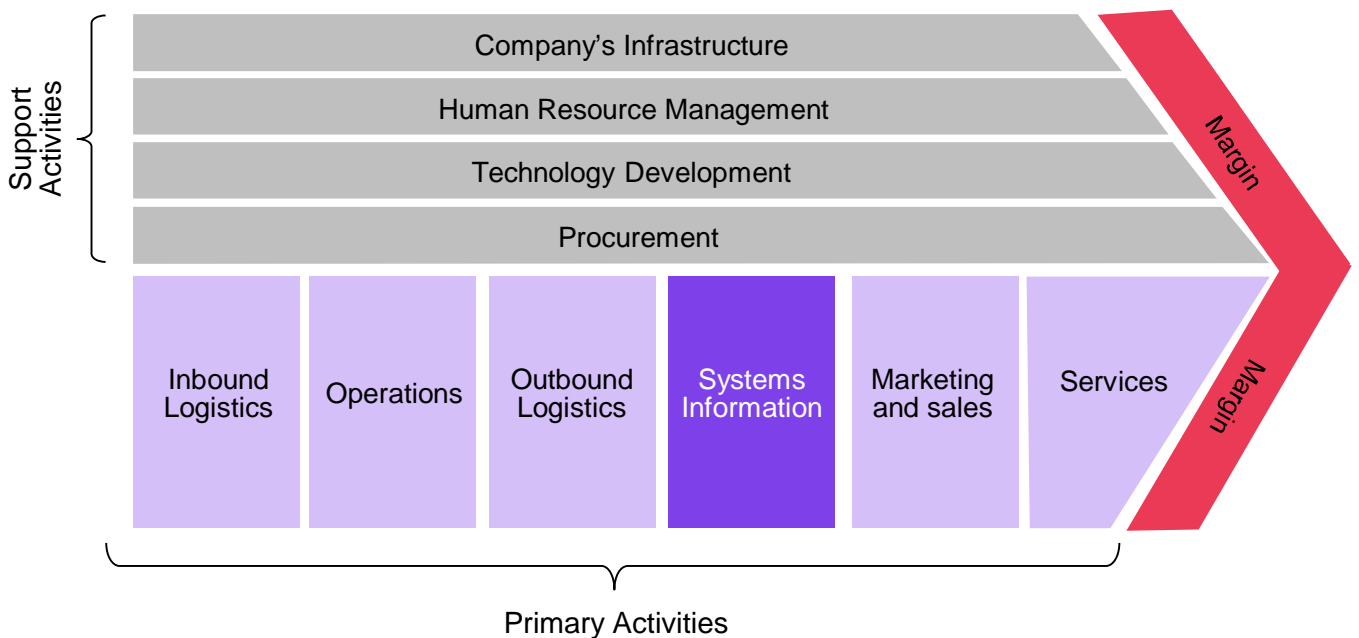 Support
Activities
Company’s Infrastructure
Human Resource Management
Technology Development
Procurement
Margin
Inbound
Logistics
Operations
Outbound
Logistics
Systems
Information
Marketing
and sales
Services
Margin
Primary Activities